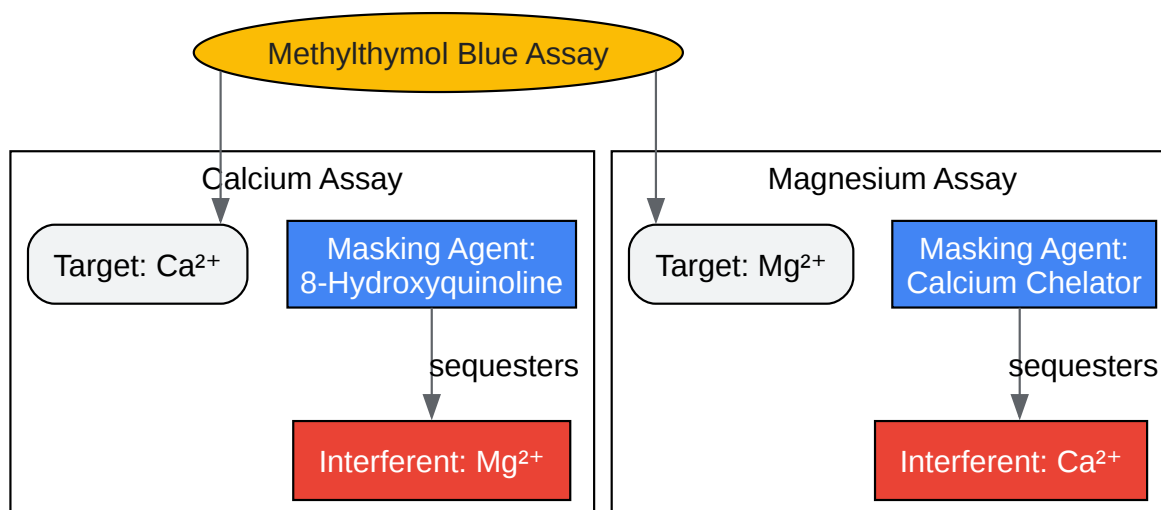 Methylthymol Blue Assay
Calcium Assay
Target: Ca²⁺
Masking Agent:
8-Hydroxyquinoline
sequesters
Interferent: Mg²⁺
Magnesium Assay
Target: Mg²⁺
Masking Agent:
Calcium Chelator
sequesters
Interferent: Ca²⁺